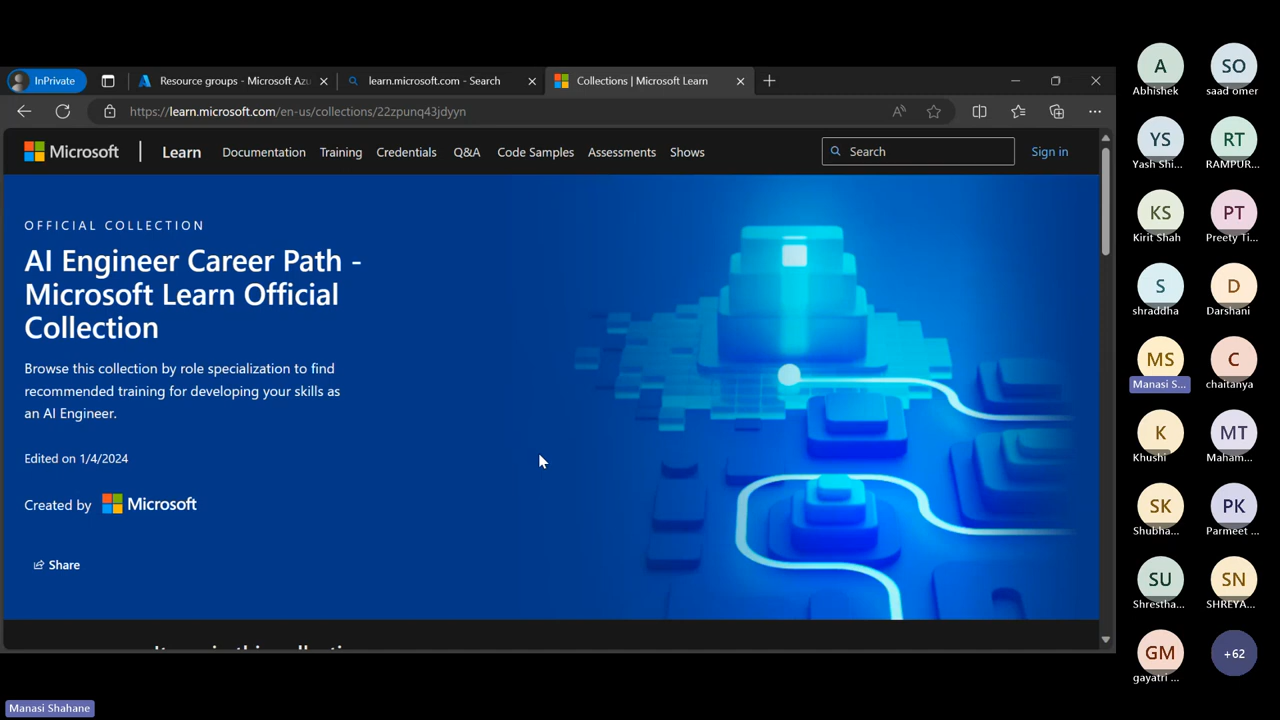 InPrivate
Resource groups - Microsoft Azu
learn.microsoft.com - Search
Collections | Microsoft Learn
https://learn.microsoft.com/en-us/collections/22zpunq43jdyyn
Microsoft
Learn
Documentation
Training
Credentials
Q&A
Code Samples
Assessments
Shows
Search
Sign in
OFFICIAL COLLECTION
AI Engineer Career Path -
Microsoft Learn Official
Collection
Browse this collection by role specialization to find
recommended training for developing your skills as
an AI Engineer.
Edited on 1/4/2024
Created by Microsoft
Share
A
Abhishek
SO
saad omer
YS
Yash Shi...
RT
RAMPUR...
KS
Kirit Shah
PT
Preety Ti...
S
shraddha
D
Darshani
MS
Manasi S...
C
chaitanya
K
Khushi
MT
Maham...
SK
Shubha...
PK
Parmeet ...
SU
Shrestha...
SN
SHREYA...
GM
gayatri ...
+62
Manasi Shahane